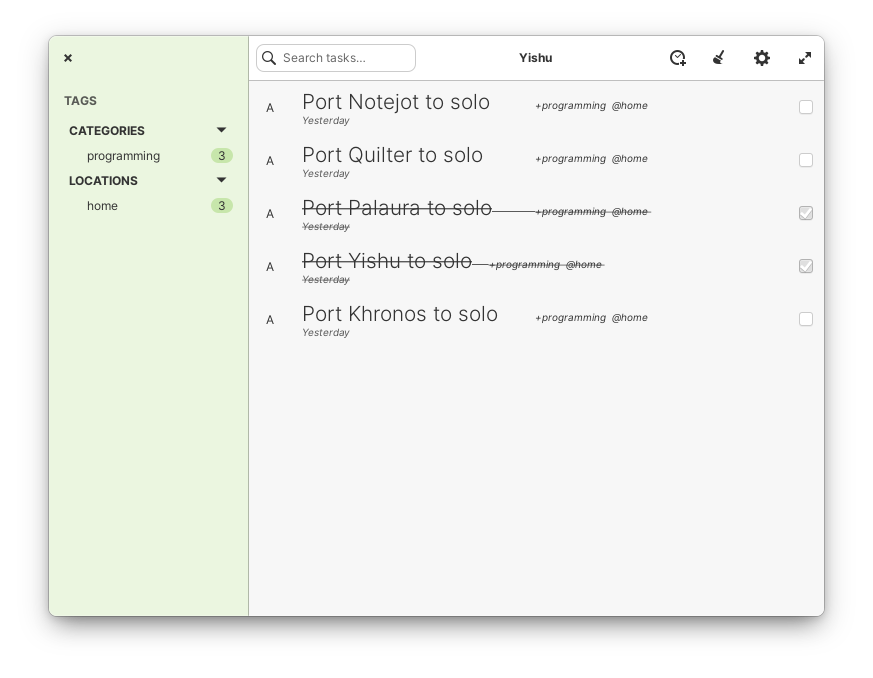 Search tasks...
Yishu
TAGS
CATEGORIES
programming 3
LOCATIONS
home 3
A Port Notejot to solo +programming @home
Yesterday
A Port Quilter to solo +programming @home
Yesterday
A Port Palaura to solo +programming @home
Yesterday
A Port Yishu to solo +programming @home
Yesterday
A Port Khronos to solo +programming @home
Yesterday